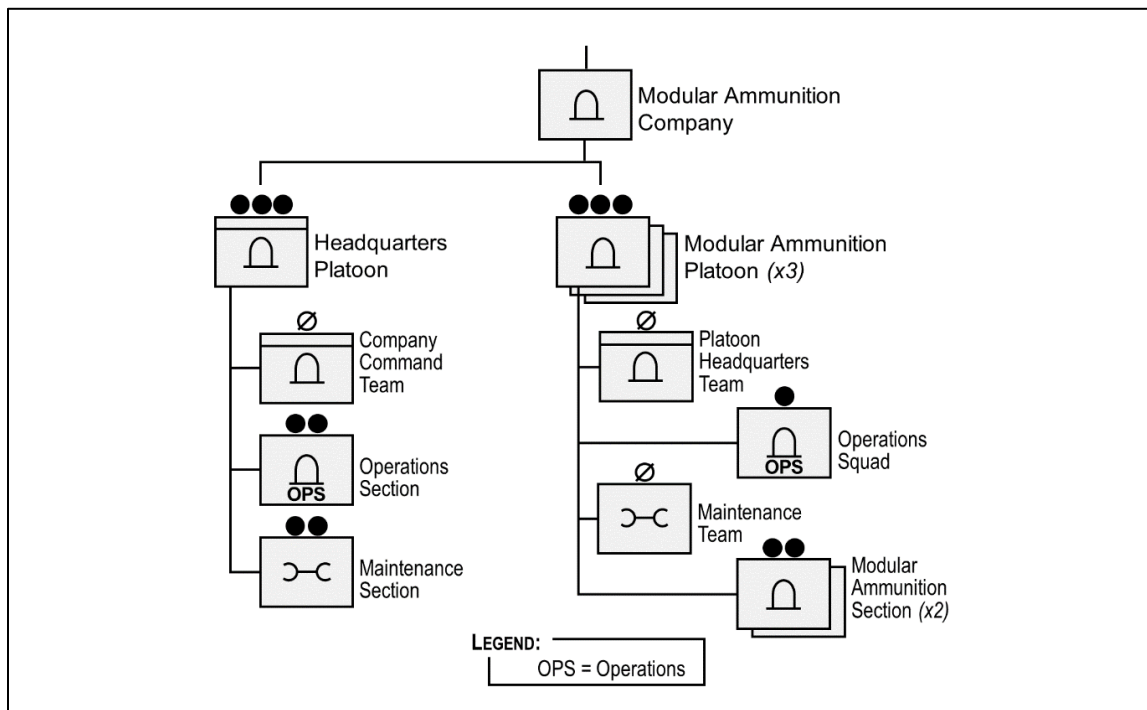 Modular Ammunition
Company
Headquarters
Platoon
Company
Command
Team
OPS
Operations
Section
Maintenance
Section
Modular Ammunition
Platoon (x3)
Platoon
Headquarters
Team
OPS
Operations
Squad
Maintenance
Team
Modular
Ammunition
Section (x2)
LEGEND:
OPS = Operations